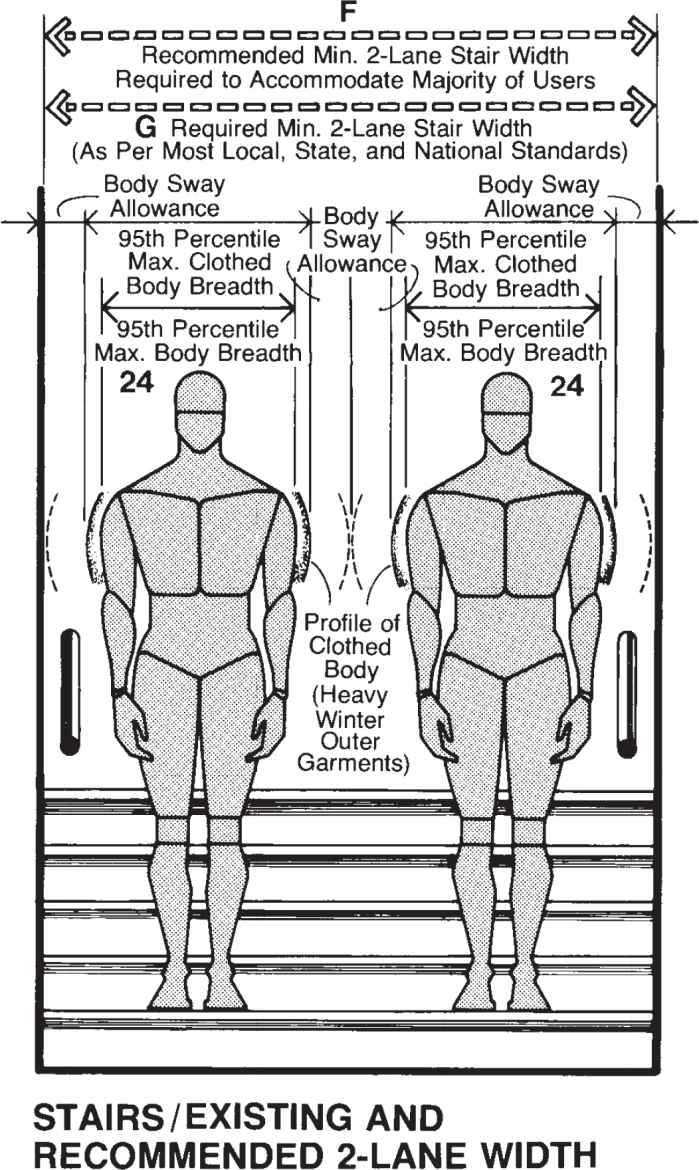 F
Recommended Min. 2-Lane Stair Width
Required to Accommodate Majority of Users
G Required Min. 2-Lane Stair Width
(As Per Most Local, State, and National Standards)
Body Sway
Allowance
95th Percentile
Max. Clothed
Body Breadth
95th Percentile
Max. Body Breadth
24
Body
Sway
Allowance
Body Sway
Allowance
95th Percentile
Max. Clothed
Body Breadth
95th Percentile
Max. Body Breadth
24
Profile of
Clothed
Body
(Heavy
Winter
Outer
Garments)
STAIRS/EXISTING AND
RECOMMENDED 2-LANE WIDTH